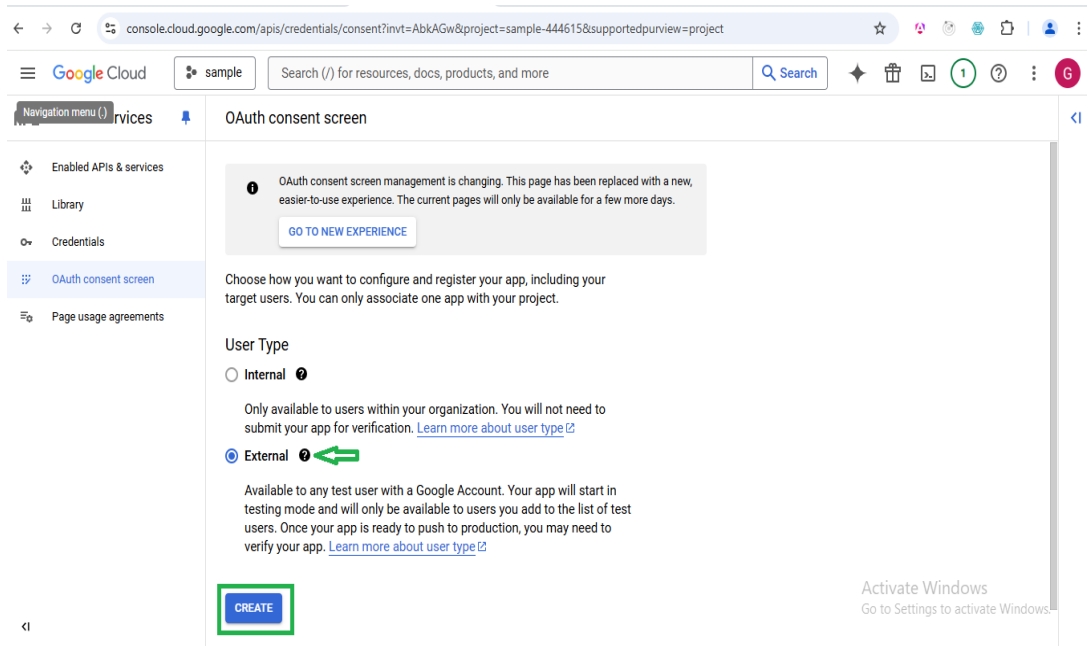 console.cloud.google.com/apis/credentials/consent?invt=AbkAGw&project=sample-444615&supportedpurview=project
Google Cloud
sample
Search (/) for resources, docs, products, and more
Search
1
G
Navigation menu (.)
rvices
OAuth consent screen
Enabled APIs & services
Library
Credentials
OAuth consent screen
Page usage agreements
OAuth consent screen management is changing. This page has been replaced with a new,
easier-to-use experience. The current pages will only be available for a few more days.
GO TO NEW EXPERIENCE
Choose how you want to configure and register your app, including your
target users. You can only associate one app with your project.
User Type
Internal
Only available to users within your organization. You will not need to
submit your app for verification. Learn more about user type
External
Available to any test user with a Google Account. Your app will start in
testing mode and will only be available to users you add to the list of test
users. Once your app is ready to push to production, you may need to
verify your app. Learn more about user type
CREATE
Activate Windows
Go to Settings to activate Windows.